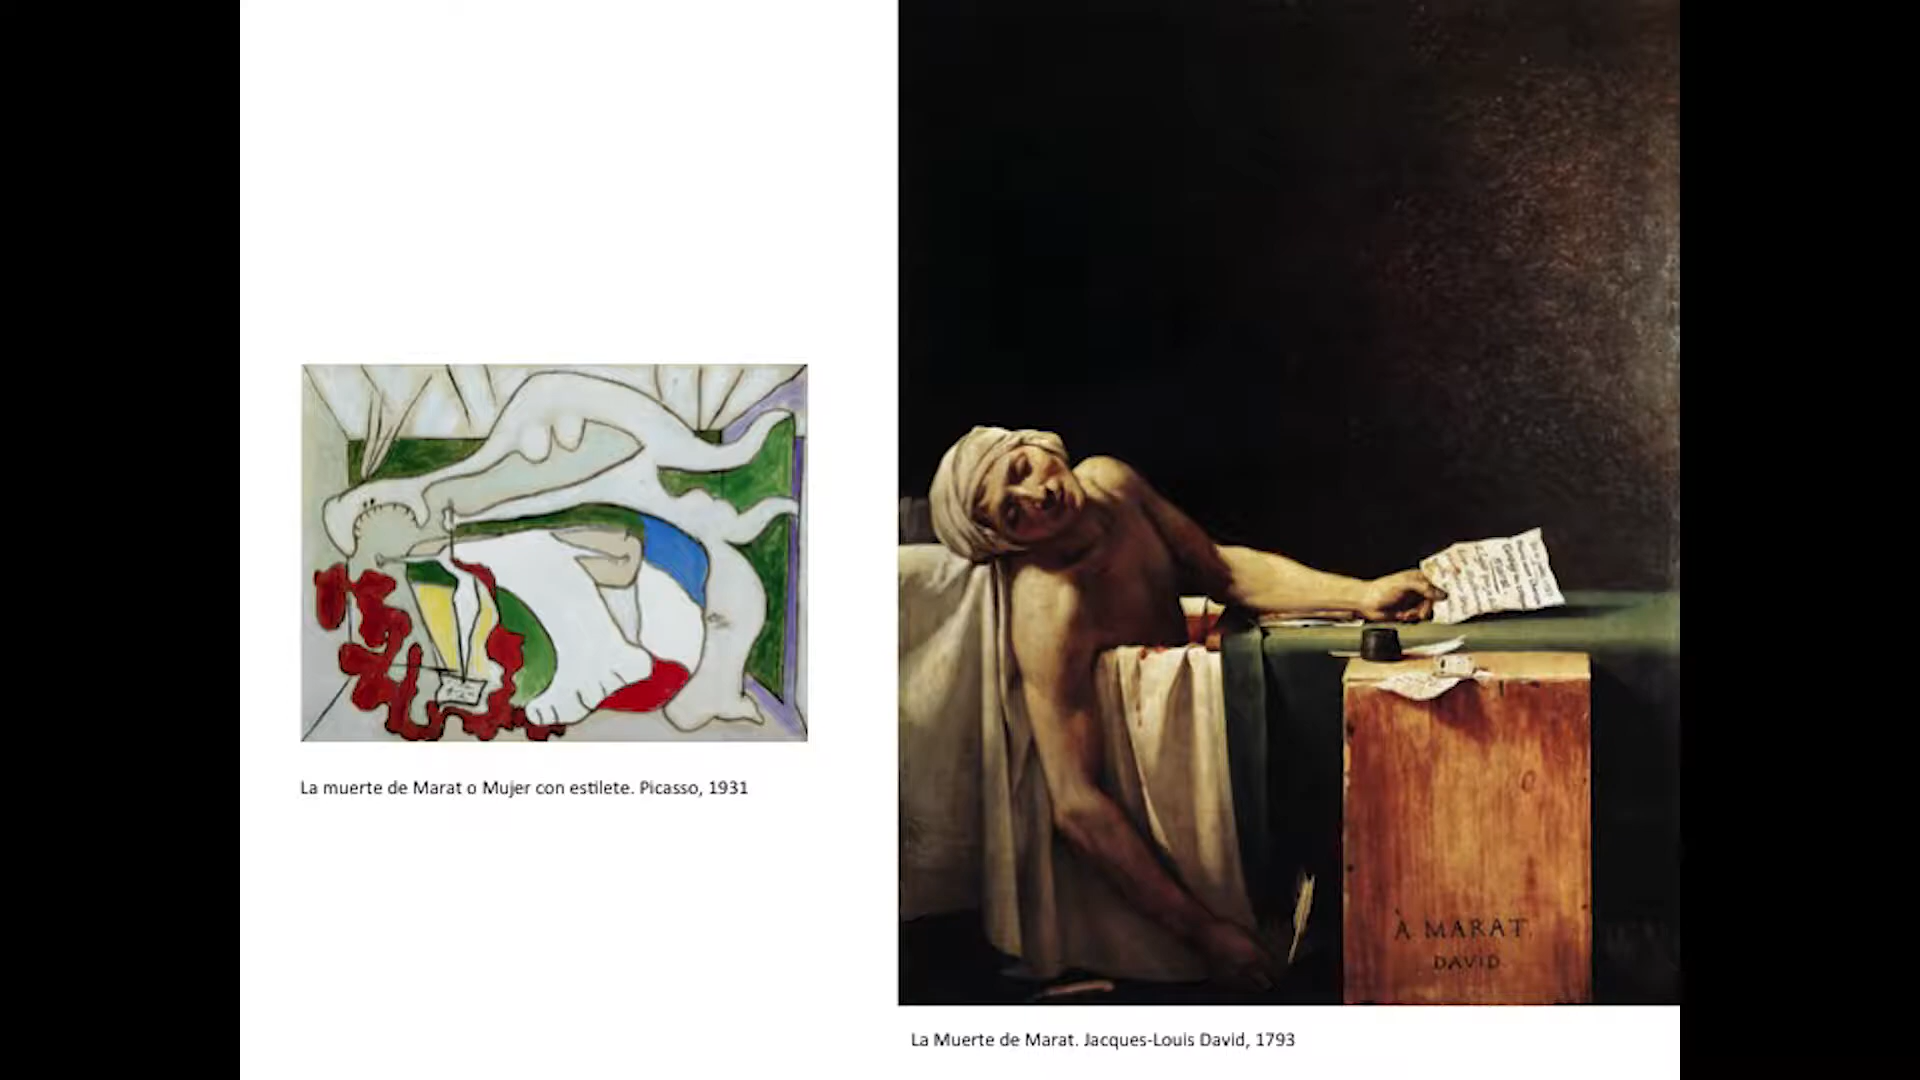 La muerte de Marat o Mujer con estilete. Picasso, 1931
À MARAT,
DAVID
La Muerte de Marat. Jacques-Louis David, 1793